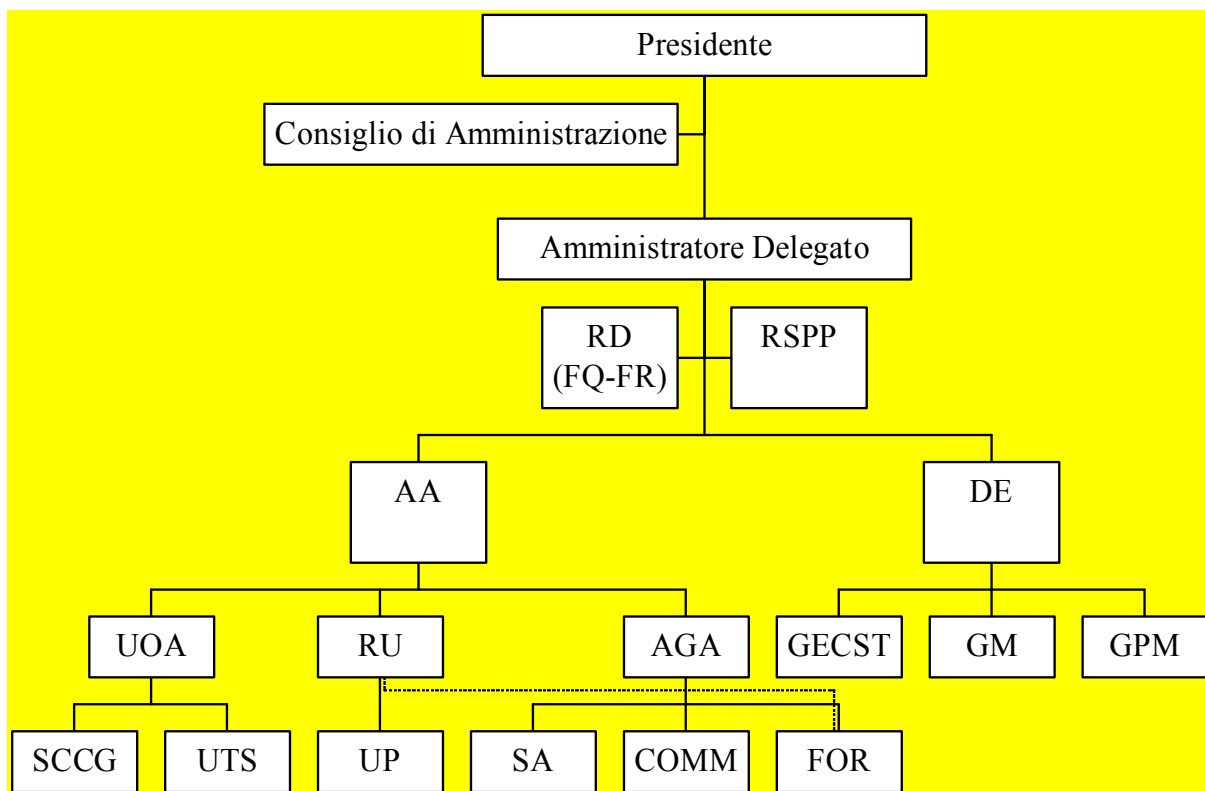 Presidente
Consiglio di Amministrazione
Amministratore Delegato
RD
(FQ-FR)
RSPP
AA
DE
UOA
RU
AGA
GECST
GM
GPM
SCCG
UTS
UP
SA
COMM
FOR